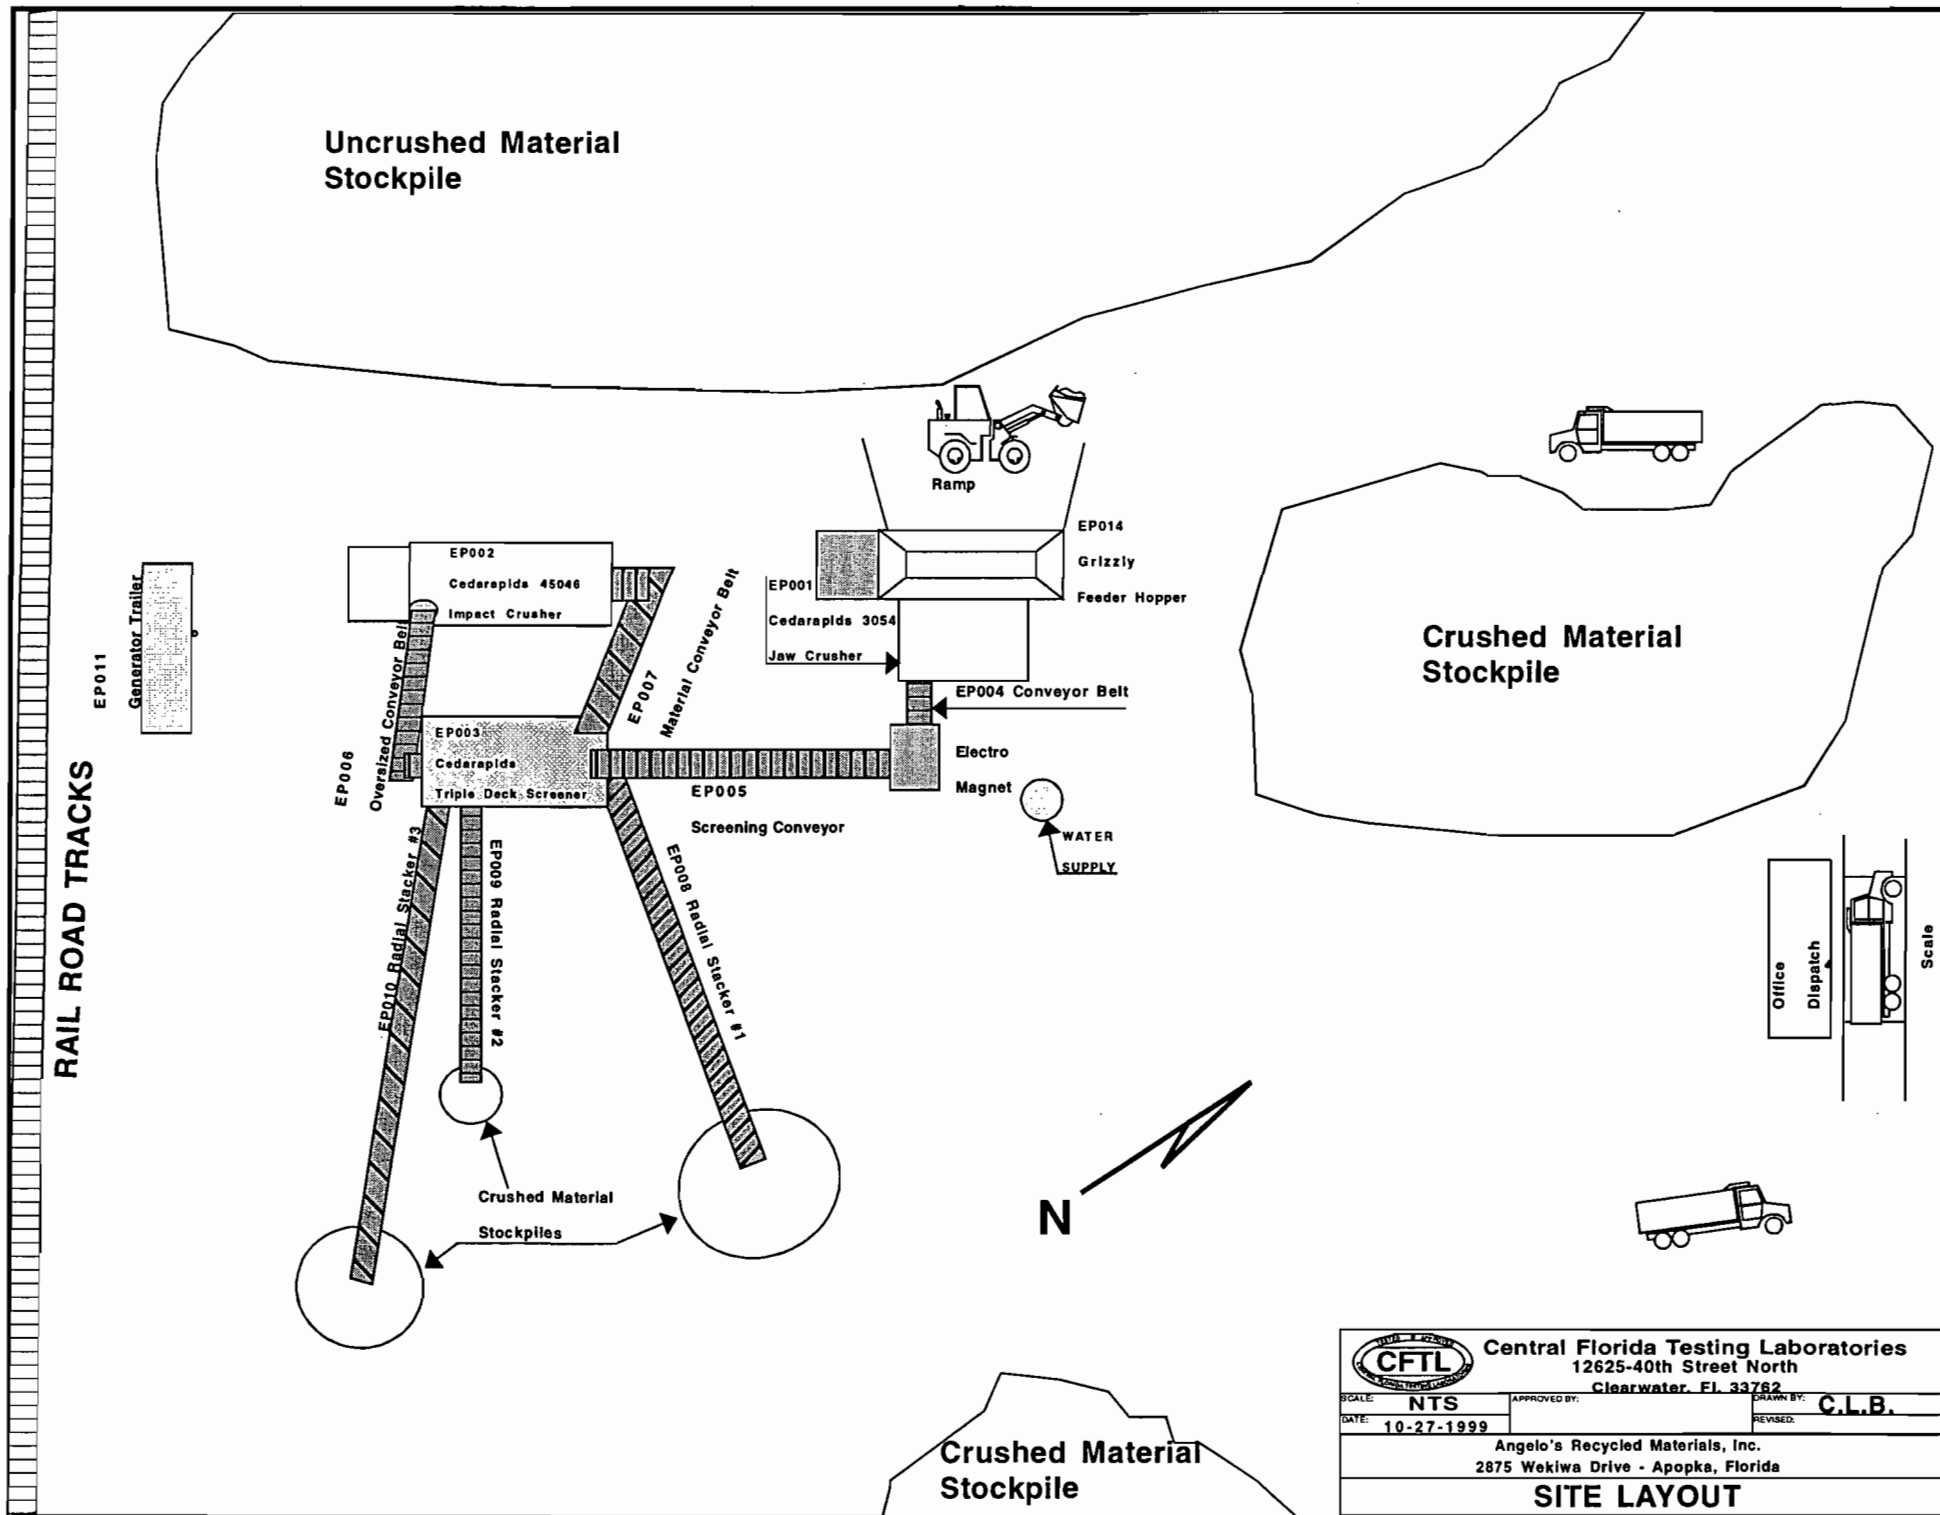 Uncrushed Material
Stockpile
Ramp
EP014
Grizzly
Feeder Hopper
EP001
Cedarapids 3054
Jaw Crusher
EP002
Cedarapids 45046
Impact Crusher
EP011
Generator Trailer
RAIL ROAD TRACKS
EP006
Oversized Conveyor Belt
EP007
Material Conveyor Belt
EP004 Conveyor Belt
EP003
Cedarapids
Triple Deck Screener
Electro
Magnet
EP005
Screening Conveyor
WATER
SUPPLY
EP010 Radial Stacker #3
EP009 Radial Stacker #2
EP008 Radial Stacker #1
Crushed Material
Stockpile
Office
Dispatch
Scale
Crushed Material
Stockpiles
N
Crushed Material
Stockpile
CFTL
Central Florida Testing Laboratories
12625-40th Street North
Clearwater, Fl. 33762
SCALE: NTS
APPROVED BY:
DRAWN BY: C.L.B.
DATE: 10-27-1999
REVISED:
Angelo's Recycled Materials, Inc.
2875 Wekiwa Drive - Apopka, Florida
SITE LAYOUT